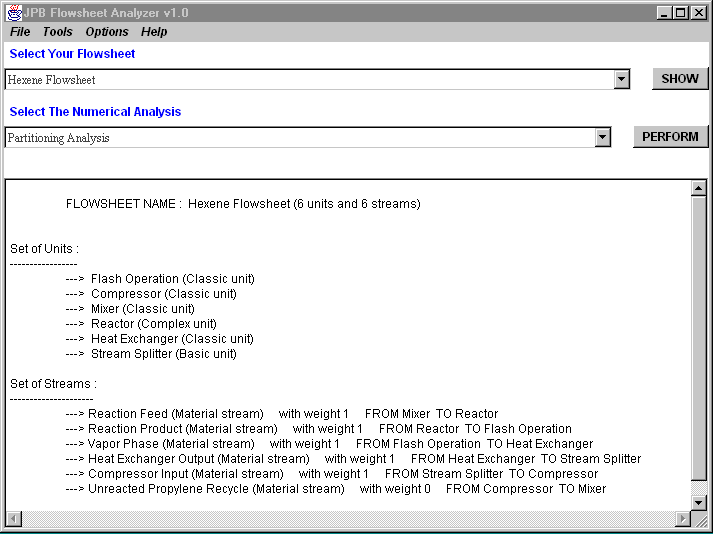 JPB Flowsheet Analyzer v1.0
File Tools Options Help
Select Your Flowsheet
Hexene Flowsheet SHOW
Select The Numerical Analysis
Partitioning Analysis PERFORM
FLOWSHEET NAME : Hexene Flowsheet (6 units and 6 streams)
Set of Units :
-----------------
---> Flash Operation (Classic unit)
---> Compressor (Classic unit)
---> Mixer (Classic unit)
---> Reactor (Complex unit)
---> Heat Exchanger (Classic unit)
---> Stream Splitter (Basic unit)
Set of Streams :
---------------------
---> Reaction Feed (Material stream) with weight 1 FROM Mixer TO Reactor
---> Reaction Product (Material stream) with weight 1 FROM Reactor TO Flash Operation
---> Vapor Phase (Material stream) with weight 1 FROM Flash Operation TO Heat Exchanger
---> Heat Exchanger Output (Material stream) with weight 1 FROM Heat Exchanger TO Stream Splitter
---> Compressor Input (Material stream) with weight 1 FROM Stream Splitter TO Compressor
---> Unreacted Propylene Recycle (Material stream) with weight 0 FROM Compressor TO Mixer